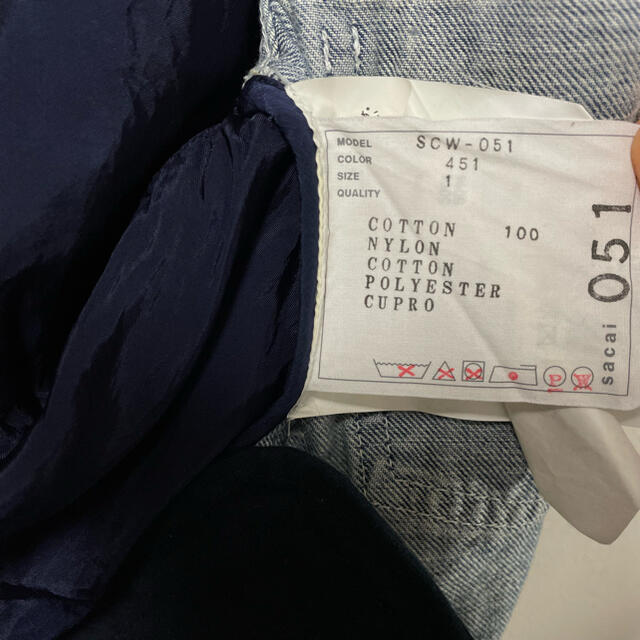 MODEL SCW-051
COLOR 451
SIZE 1
QUALITY
COTTON 100
NYLON
COTTON
POLYESTER
CUPRO
sacai 051